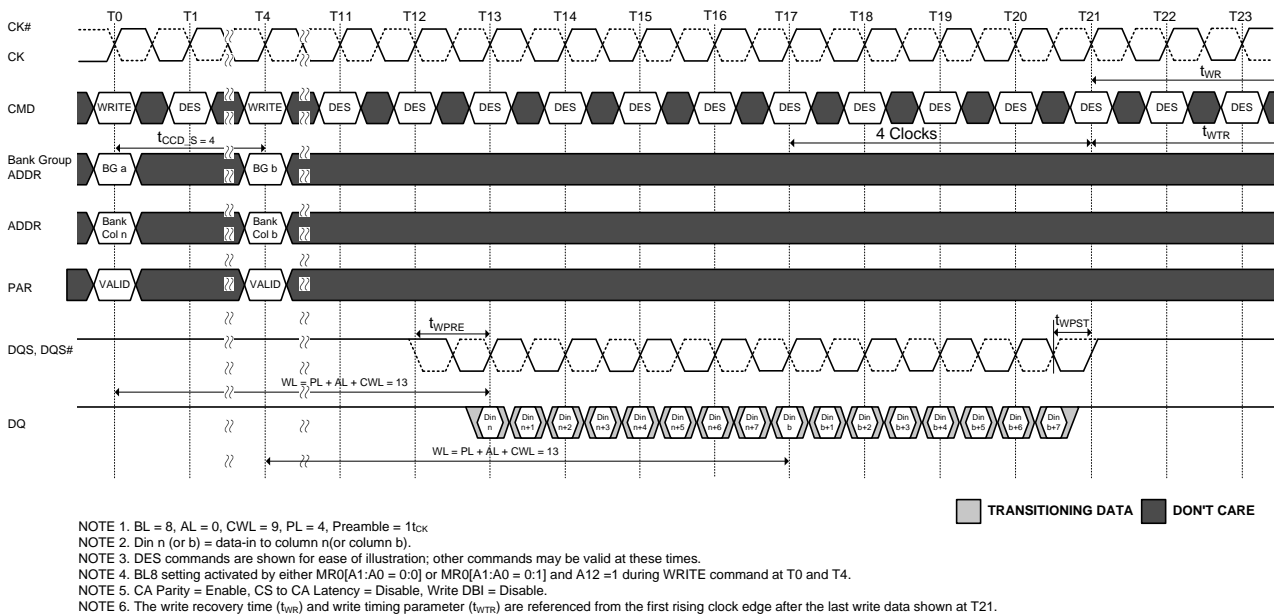 T0 T1 T4 T11 T12 T13 T14 T15 T16 T17 T18 T19 T20 T21 T22 T23
CK#
CK
tWR
CMD WRITE DES WRITE DES DES DES DES DES DES DES DES DES DES DES DES DES
tCCD_S = 4
4 Clocks
tWTR
Bank Group
ADDR
BG a BG b
ADDR
Bank
Col n
Bank
Col b
PAR VALID VALID
tWPRE
tWPST
DQS, DQS#
WL = PL + AL + CWL = 13
DQ
Din
n
Din
n+1
Din
n+2
Din
n+3
Din
n+4
Din
n+5
Din
n+6
Din
n+7
Din
b
Din
b+1
Din
b+2
Din
b+3
Din
b+4
Din
b+5
Din
b+6
Din
b+7
WL = PL + AL + CWL = 13
TRANSITIONING DATA DON'T CARE
NOTE 1. BL = 8, AL = 0, CWL = 9, PL = 4, Preamble = 1tCK
NOTE 2. Din n (or b) = data-in to column n(or column b).
NOTE 3. DES commands are shown for ease of illustration; other commands may be valid at these times.
NOTE 4. BL8 setting activated by either MR0[A1:A0 = 0:0] or MR0[A1:A0 = 0:1] and A12 =1 during WRITE command at T0 and T4.
NOTE 5. CA Parity = Enable, CS to CA Latency = Disable, Write DBI = Disable.
NOTE 6. The write recovery time (tWR) and write timing parameter (tWTR) are referenced from the first rising clock edge after the last write data shown at T21.